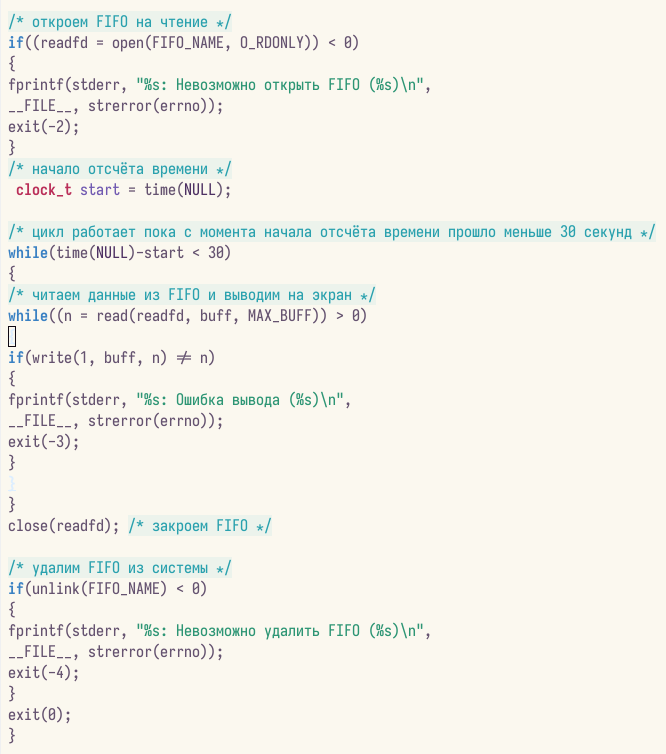 /* откроем FIFO на чтение */
if((readfd = open(FIFO_NAME, O_RDONLY)) < 0)
{
fprintf(stderr, "%s: Невозможно открыть FIFO (%s)\n",
__FILE__, strerror(errno));
exit(-2);
}
/* начало отсчёта времени */
clock_t start = time(NULL);
/* цикл работает пока с момента начала отсчёта времени прошло меньше 30 секунд */
while(time(NULL)-start < 30)
{
/* читаем данные из FIFO и выводим на экран */
while((n = read(readfd, buff, MAX_BUFF)) > 0)
{
if(write(1, buff, n) != n)
{
fprintf(stderr, "%s: Ошибка вывода (%s)\n",
__FILE__, strerror(errno));
exit(-3);
}
}
}
close(readfd); /* закроем FIFO */
/* удалим FIFO из системы */
if(unlink(FIFO_NAME) < 0)
{
fprintf(stderr, "%s: Невозможно удалить FIFO (%s)\n",
__FILE__, strerror(errno));
exit(-4);
}
exit(0);
}